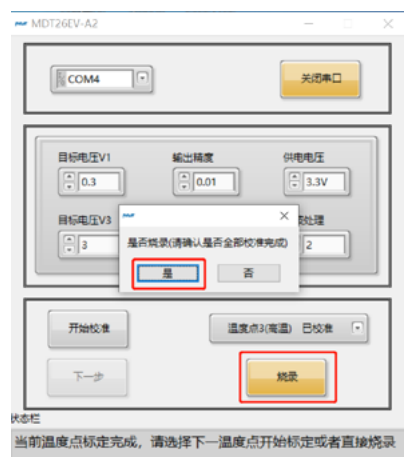 MDT26EV-A2
COM4
关闭串口
目标电压V1
输出精度
供电电压
0.3
0.01
3.3V
目标电压V3
处理
3
2
是否烧录(请确认是否全部校准完成)
是
否
开始校准
温度点3(高温) 已校准
下一步
烧录
状态栏
当前温度点标定完成，请选择下一温度点开始标定或者直接烧录